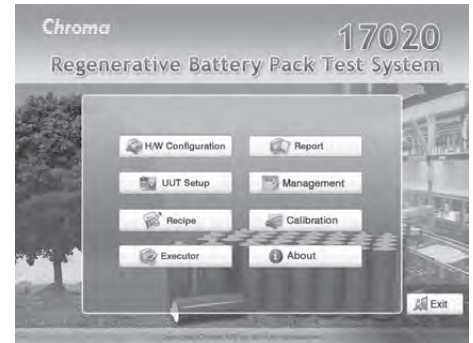 Chroma
17020
Regenerative Battery Pack Test System
H/W Configuration
Report
UUT Setup
Management
Recipe
Calibration
Executor
About
Exit